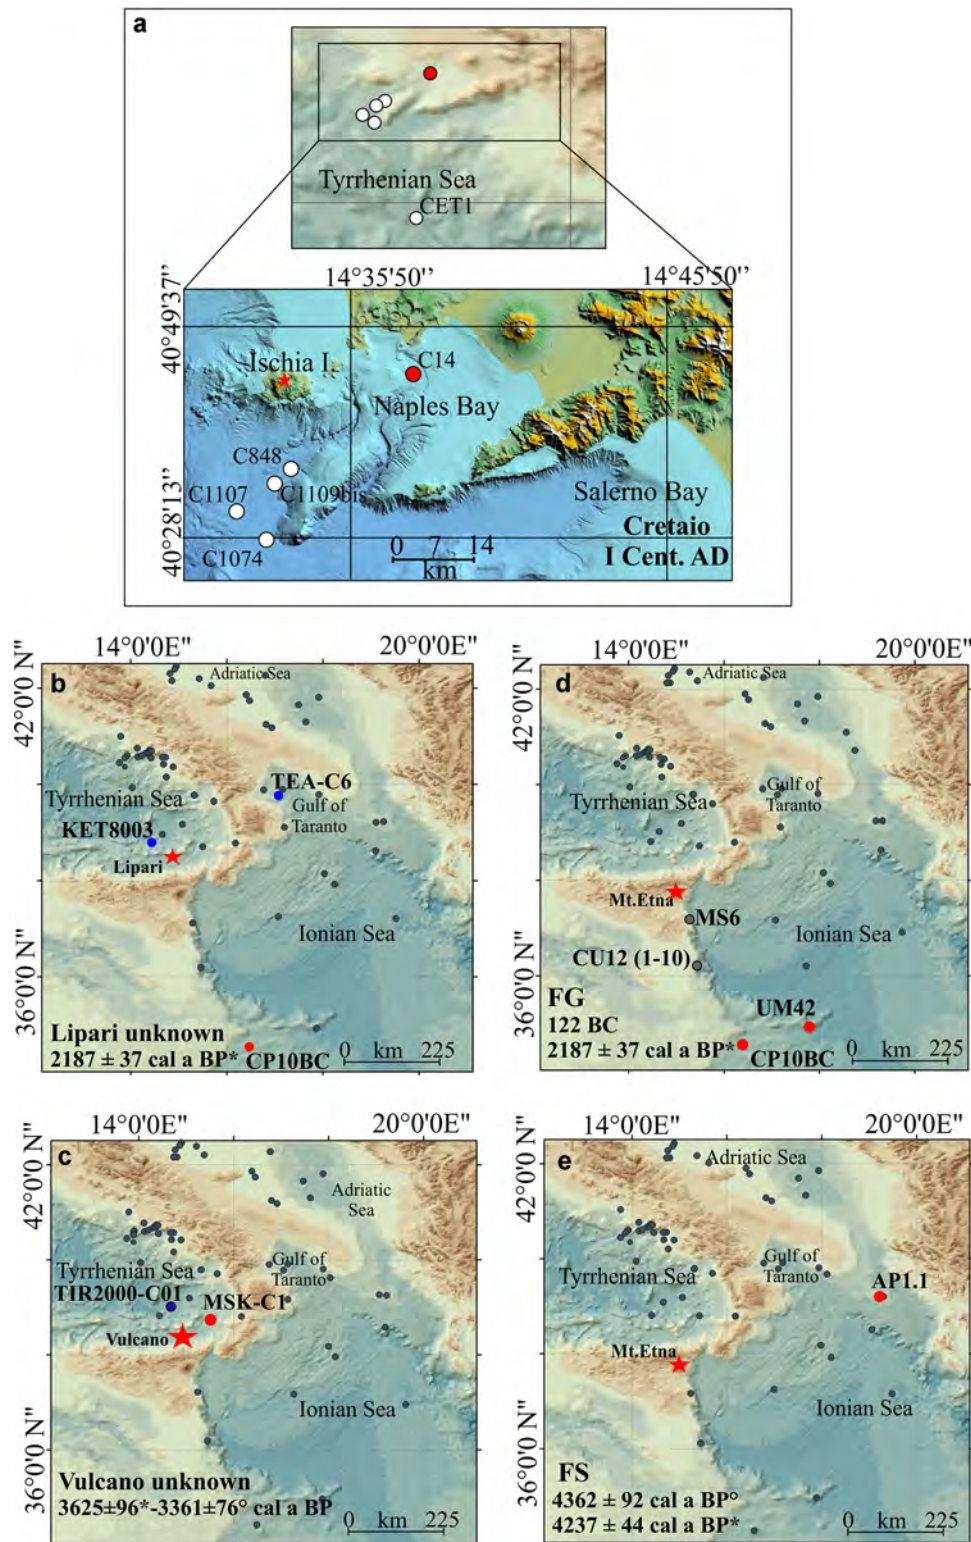 a
Tyrrhenian Sea
CET1
14°35'50''
14°45'50''
40°49'37''
Ischia I.
C14
Naples Bay
C848
C1109bis
C1107
40°28'13''
C1074
Salerno Bay
Cretaio
0 7 14
I Cent. AD
km
14°0'0"E"
20°0'0"E"
b
42°0'0 N"
Adriatic Sea
TEA-C6
Tyrrhenian Sea
Gulf of
Taranto
KET8003
Lipari
Ionian Sea
36°0'0 N"
Lipari unknown
2187 ± 37 cal a BP*
CP10BC
0 km 225
14°0'0E"
20°0'0E"
d
42°0'0 N"
Adriatic Sea
Tyrrhenian Sea
Gulf of
Taranto
Mt.Etna
MS6
Ionian Sea
CU12 (1-10)
36°0'0 N"
FG
UM42
122 BC
2187 ± 37 cal a BP*
CP10BC
0 km 225
14°0'0E"
20°0'0E"
c
42°0'0 N"
Adriatic
Sea
Gulf of
Taranto
Tyrrhenian Sea
TIR2000-C01
MSK-C1
Vulcano
Ionian Sea
36°0'0 N"
Vulcano unknown
3625±96*-3361±76° cal a BP
0 km 225
14°0'0E"
20°0'0E"
e
42°0'0 N"
Adriatic Sea
Gulf of
Taranto
Tyrrhenian Sea
AP1.1
Mt.Etna
Ionian Sea
36°0'0 N"
FS
4362 ± 92 cal a BP°
4237 ± 44 cal a BP*
0 km 225